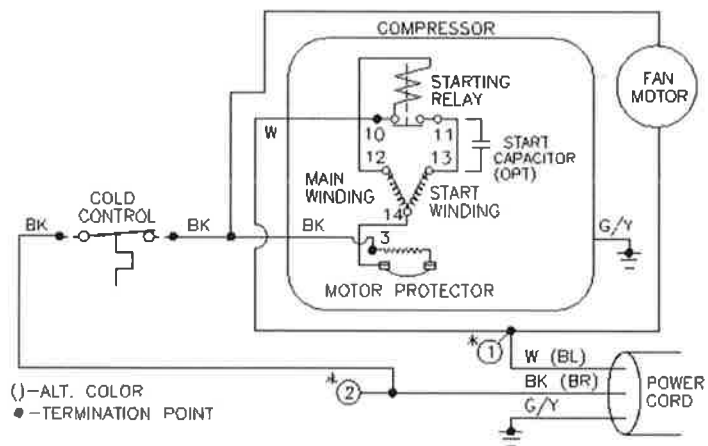 COMPRESSOR
FAN
MOTOR
STARTING
RELAY
W
10
11
START
CAPACITOR
(OPT)
12
13
MAIN
WINDING
START
WINDING
14
COLD
CONTROL
BK
BK
BK
3
G/Y
MOTOR PROTECTOR
*1
W (BL)
BK (BR)
G/Y
POWER
CORD
*2
()-ALT. COLOR
●-TERMINATION POINT